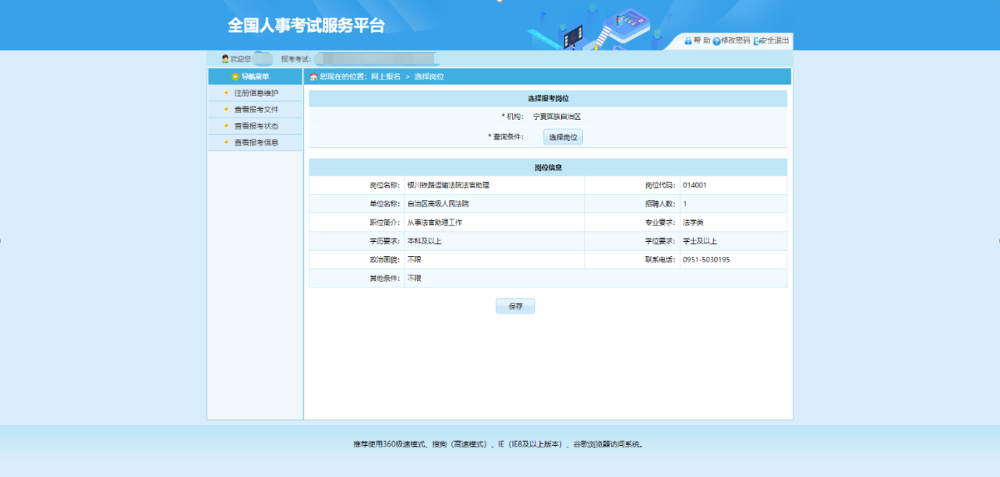 全国人事考试服务平台
帮 助 修改密码 安全退出
欢迎您: 报考考试:
导航菜单
注册信息维护
查看报考文件
查看报考状态
查看报考信息
您现在的位置: 网上报名 > 选择岗位
选择报考岗位
* 机构: 宁夏回族自治区
* 查询条件: 选择岗位
岗位信息
岗位名称: 银川铁路运输法院法官助理 岗位代码: 014001
单位名称: 自治区高级人民法院 招聘人数: 1
职位简介: 从事法官助理工作 专业要求: 法学类
学历要求: 本科及以上 学位要求: 学士及以上
政治面貌: 不限 联系电话: 0951-5030195
其他条件: 不限
保存
推荐使用360极速模式、搜狗（高速模式）、IE（IE8及以上版本）、谷歌浏览器访问系统。